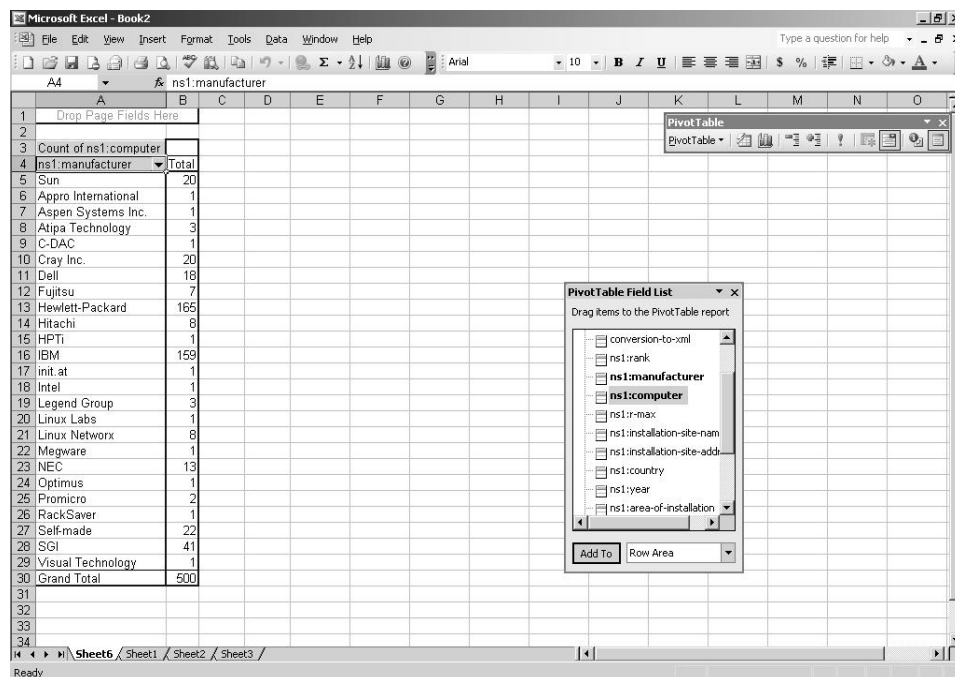 Microsoft Excel - Book2
File Edit View Insert Format Tools Data Window Help Type a question for help
Arial 10 B I U $ %
A4 fx ns1:manufacturer
A B C D E F G H I J K L M N O
1 Drop Page Fields Here
2
3 Count of ns1:computer
4 ns1:manufacturer Total
5 Sun 20
6 Appro International 1
7 Aspen Systems Inc. 1
8 Atipa Technology 3
9 C-DAC 1
10 Cray Inc. 20
11 Dell 18
12 Fujitsu 7
13 Hewlett-Packard 165
14 Hitachi 8
15 HPTi 1
16 IBM 159
17 init.at 1
18 Intel 1
19 Legend Group 3
20 Linux Labs 1
21 Linux Networx 8
22 Megware 1
23 NEC 13
24 Optimus 1
25 Promicro 2
26 RackSaver 1
27 Self-made 22
28 SGI 41
29 Visual Technology 1
30 Grand Total 500
31
32
33
34
PivotTable
PivotTable
PivotTable Field List
Drag items to the PivotTable report
conversion-to-xml
ns1:rank
ns1:manufacturer
ns1:computer
ns1:r-max
ns1:installation-site-nam
ns1:installation-site-addr
ns1:country
ns1:year
ns1:area-of-installation
Add To Row Area
Sheet6 Sheet1 Sheet2 Sheet3
Ready